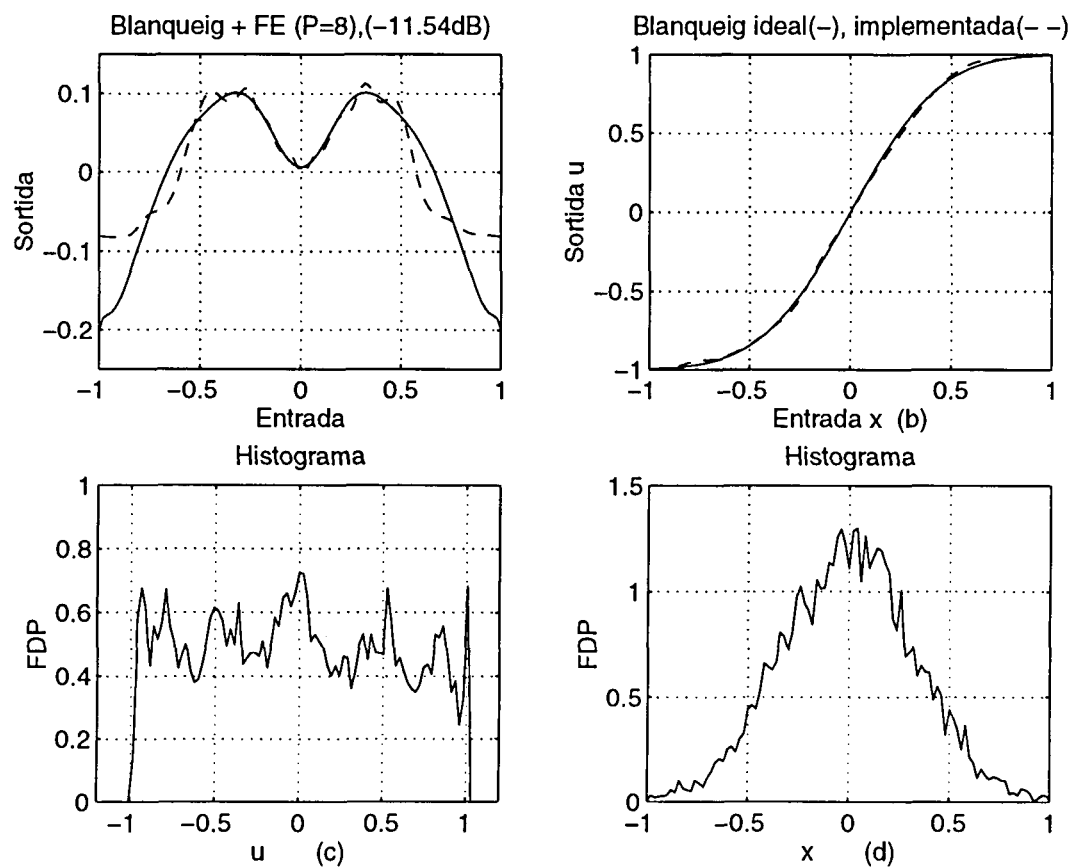 Blanqueig + FE (P=8),(−11.54dB)
0.1
0
−0.1
−0.2
Sortida
−1 −0.5 0 0.5 1
Entrada
Blanqueig ideal(−), implementada(− −)
1
0.5
0
−0.5
−1
Sortida u
−1 −0.5 0 0.5 1
Entrada x (b)
Histograma
1
0.8
0.6
0.4
0.2
0
FDP
−1 −0.5 0 0.5 1
u (c)
Histograma
1.5
1
0.5
0
FDP
−1 −0.5 0 0.5 1
x (d)